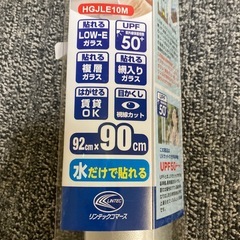 HGJLE10M
貼れる
LOW-E
ガラス
UPF
50+
貼れる
複層
ガラス
貼れる
網入り
ガラス
はがせる
賃貸
OK
目かくし
視線カット
92cm×90cm
水だけで貼れる
LINTEC
リンテックコマース
UPF50